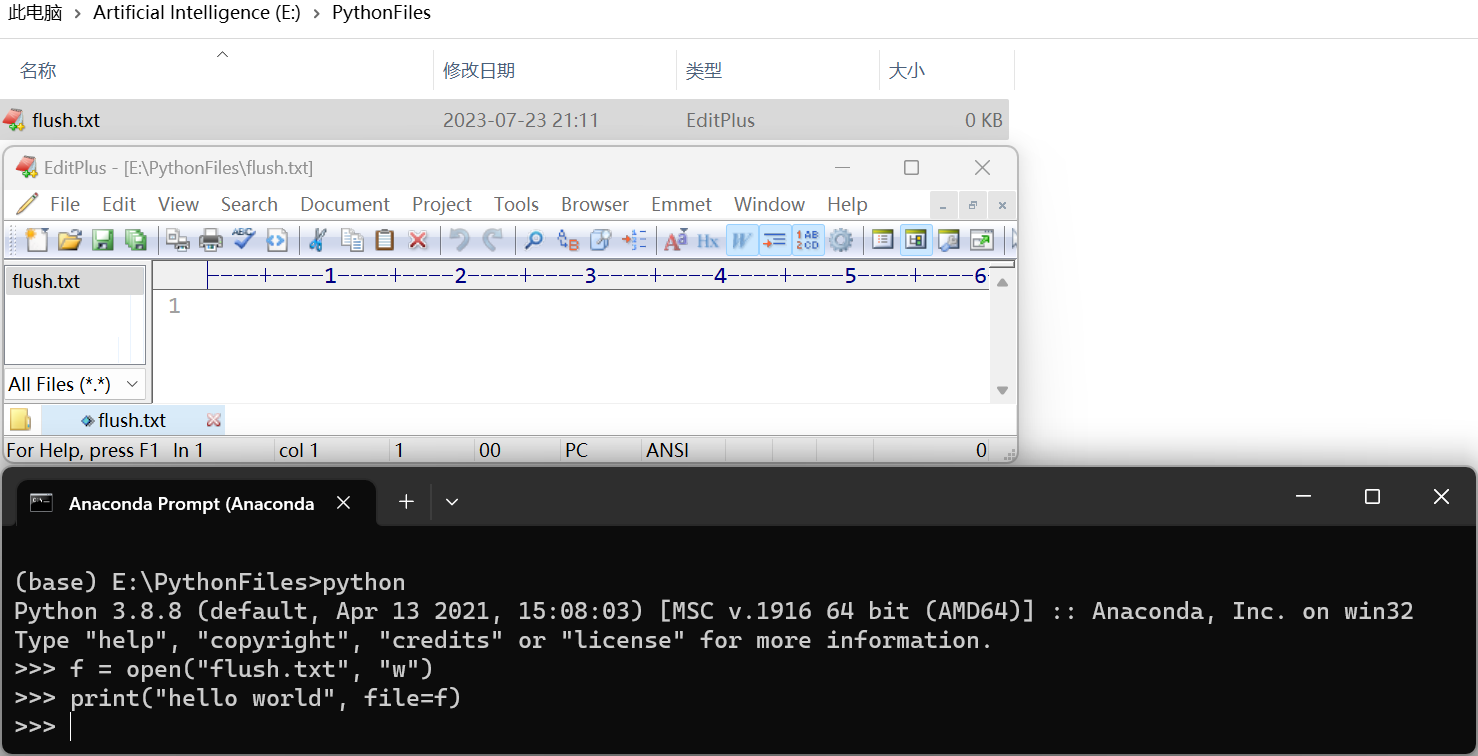 此电脑 › Artificial Intelligence (E:) › PythonFiles
名称 修改日期 类型 大小
flush.txt 2023-07-23 21:11 EditPlus 0 KB
EditPlus - [E:\PythonFiles\flush.txt]
File Edit View Search Document Project Tools Browser Emmet Window Help
flush.txt ----+----1----+----2----+----3----+----4----+----5----+----6-
1
All Files (*.*)
flush.txt
For Help, press F1 ln 1 col 1 1 00 PC ANSI 0
Anaconda Prompt (Anaconda
(base) E:\PythonFiles>python
Python 3.8.8 (default, Apr 13 2021, 15:08:03) [MSC v.1916 64 bit (AMD64)] :: Anaconda, Inc. on win32
Type "help", "copyright", "credits" or "license" for more information.
>>> f = open("flush.txt", "w")
>>> print("hello world", file=f)
>>>